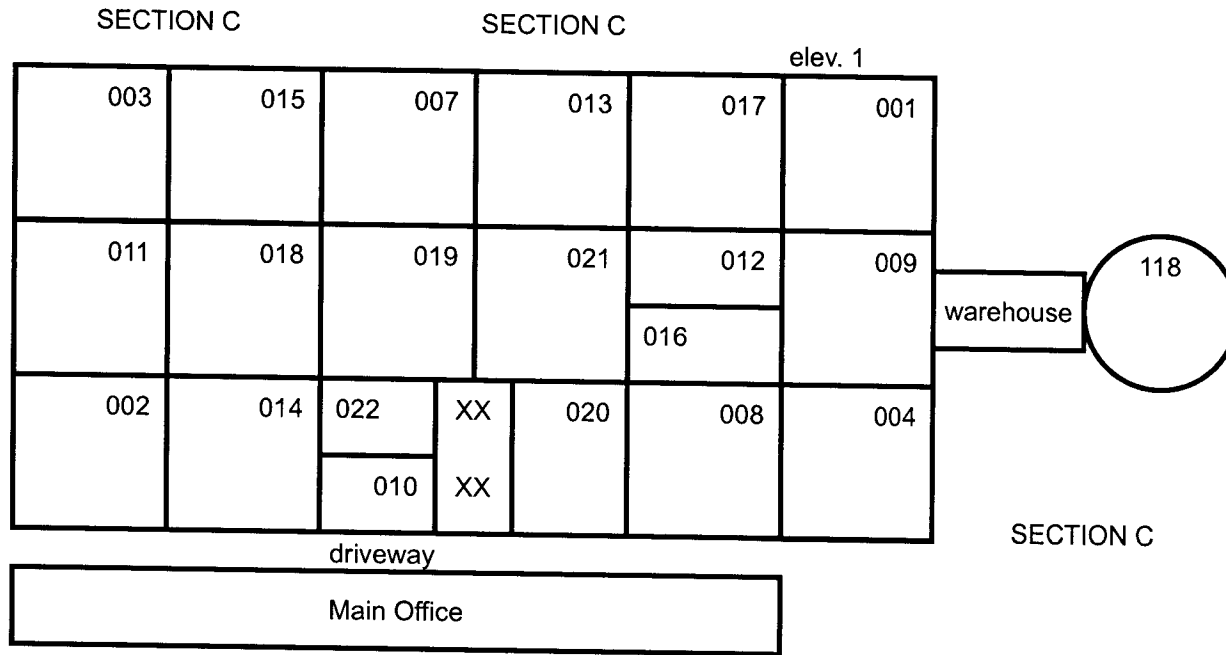 SECTION C SECTION C
elev. 1
003 015 007 013 017 001
011 018 019 021 012 009
118
warehouse
016
002 014 022 XX 020 008 004
010 XX
SECTION C
driveway
Main Office